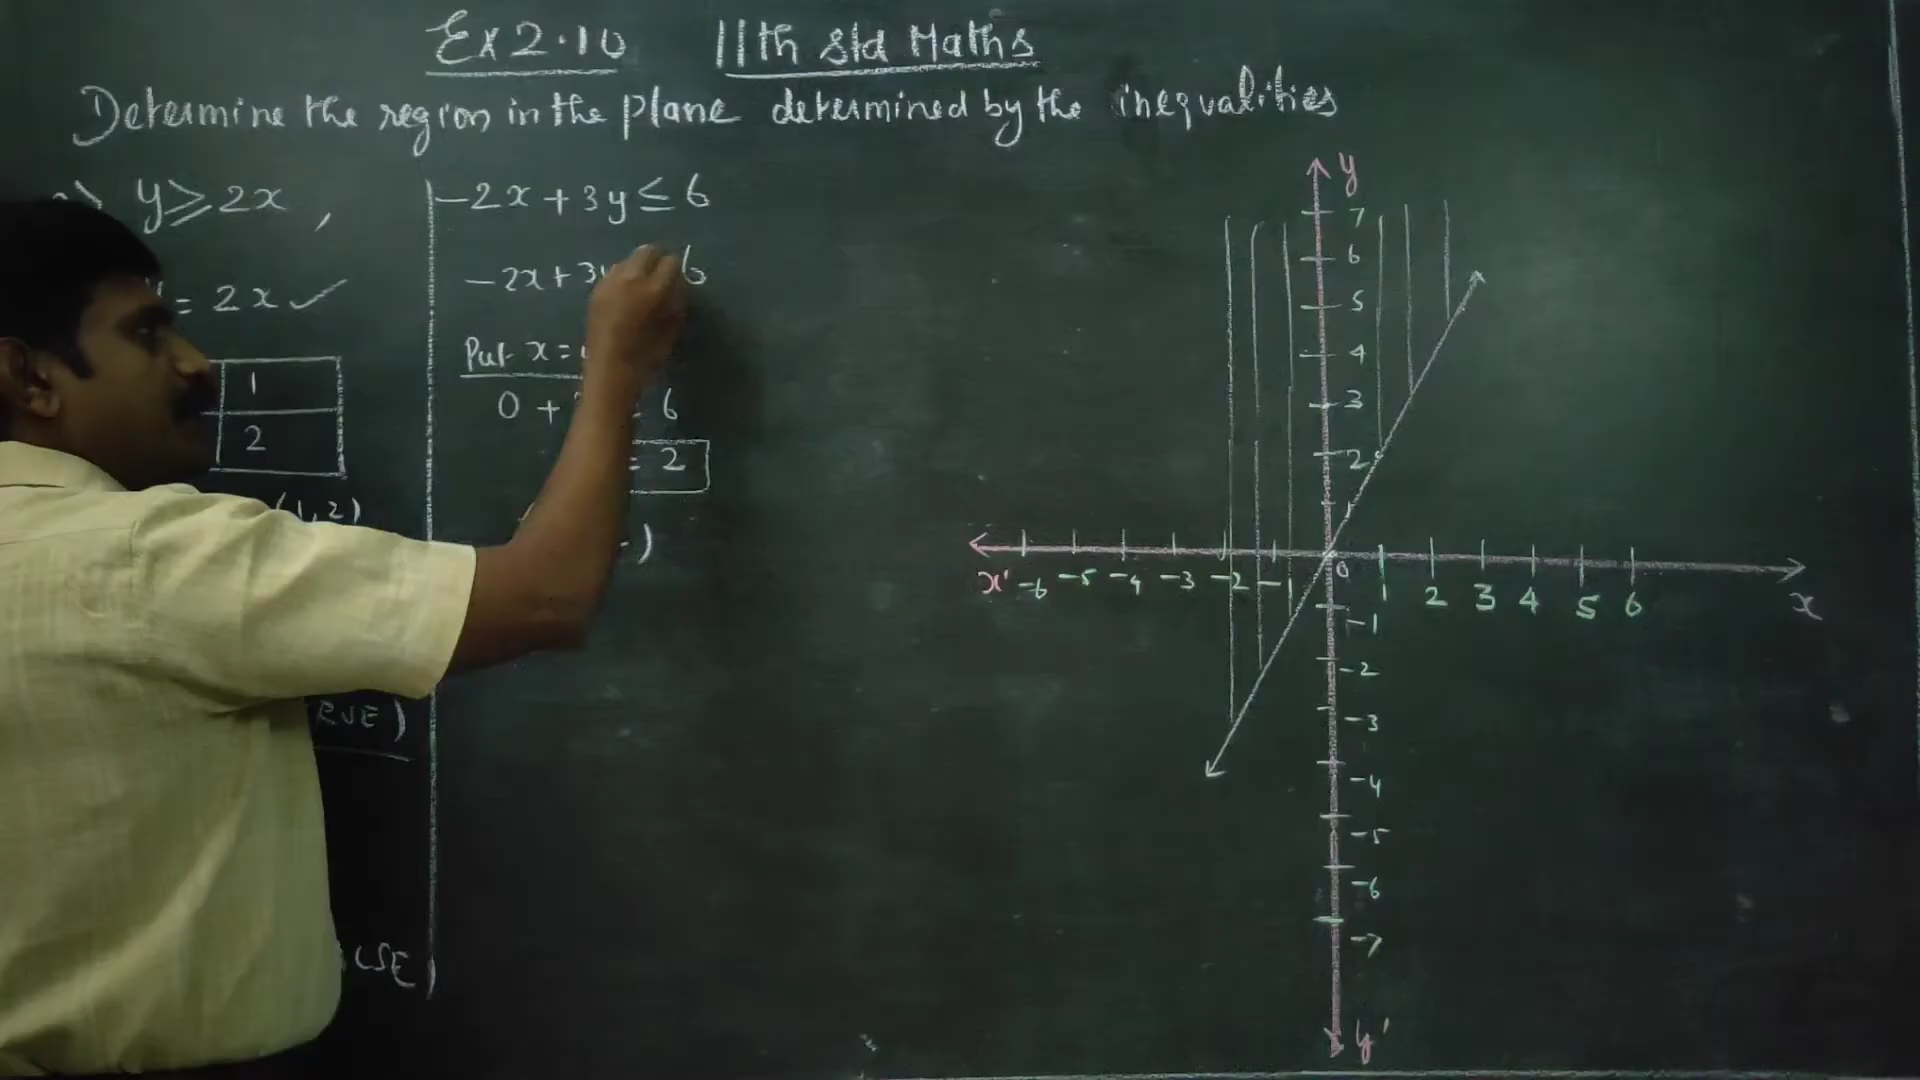 Ex 2.10 11th std Maths
Determine the region in the plane determined by the inequalities
y ≥ 2x ,
= 2x ✓
1
2
(1,2)
RUE)
LSE)
-2x + 3y ≤ 6
-2x + 3y 6
Put x =
0 + = 6
= 2
)
y
7
6
5
4
3
2
1
x' -6 -5 -4 -3 -2 -1 0 1 2 3 4 5 6 x
-1
-2
-3
-4
-5
-6
-7
y'